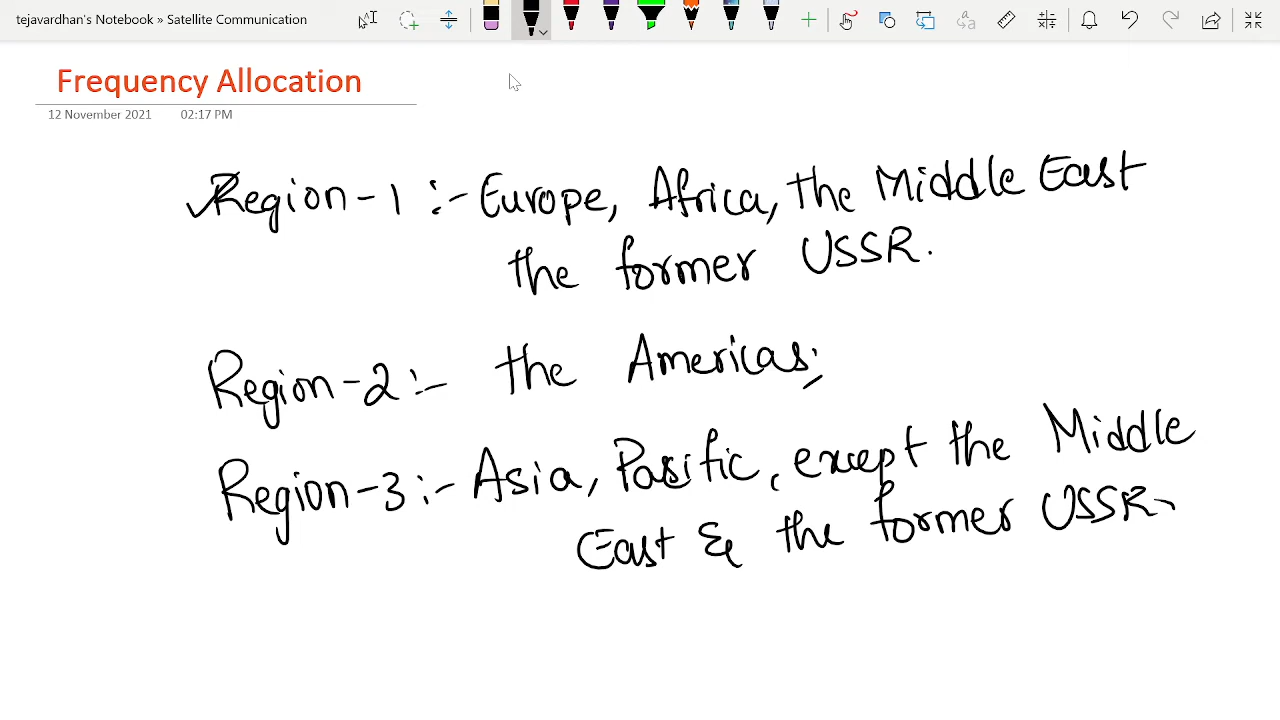 tejavardhan's Notebook » Satellite Communication
Frequency Allocation
12 November 2021 02:17 PM
Region-1 :- Europe, Africa, the Middle East
the former USSR.
Region-2 :- the Americas.
Region-3 :- Asia, Pasific, except the Middle
East & the former USSR.